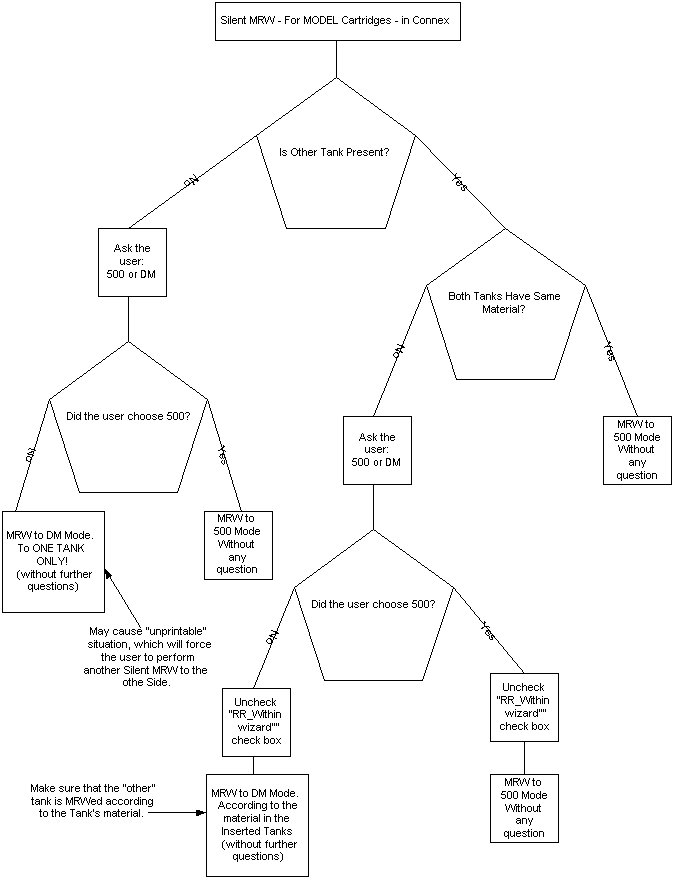 Silent MRW - For MODEL Cartridges - in Connex
Is Other Tank Present?
No
Yes
Ask the
user:
500 or DM
Both Tanks Have Same
Material?
No
Yes
Did the user choose 500?
No
Yes
Ask the
user:
500 or DM
MRW to
500 Mode
Without
any
question
MRW to DM Mode.
To ONE TANK
ONLY!
(without further
questions)
MRW to
500 Mode
Without
any
question
May cause "unprintable"
situation, which will force
the user to perform
another Silent MRW to the
othe Side.
Did the user choose 500?
No
Yes
Uncheck
"RR_Within
wizard""
check box
Uncheck
"RR_Within
wizard""
check box
Make sure that the "other"
tank is MRWed according
to the Tank's material.
MRW to DM Mode.
According to the
material in the
Inserted Tanks
(without further
questions)
MRW to
500 Mode
Without
any
question